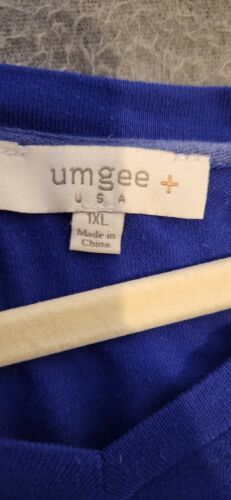 umgee +
USA
1XL
Made in
China